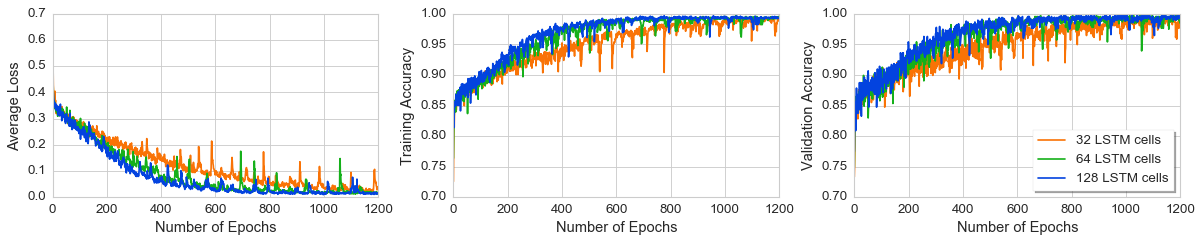 0.7
0.6
0.5
0.4
0.3
0.2
0.1
0.0
Average Loss
0 200 400 600 800 1000 1200
Number of Epochs
1.00
0.95
0.90
0.85
0.80
0.75
0.70
Training Accuracy
0 200 400 600 800 1000 1200
Number of Epochs
1.00
0.95
0.90
0.85
0.80
0.75
0.70
Validation Accuracy
32 LSTM cells
64 LSTM cells
128 LSTM cells
0 200 400 600 800 1000 1200
Number of Epochs